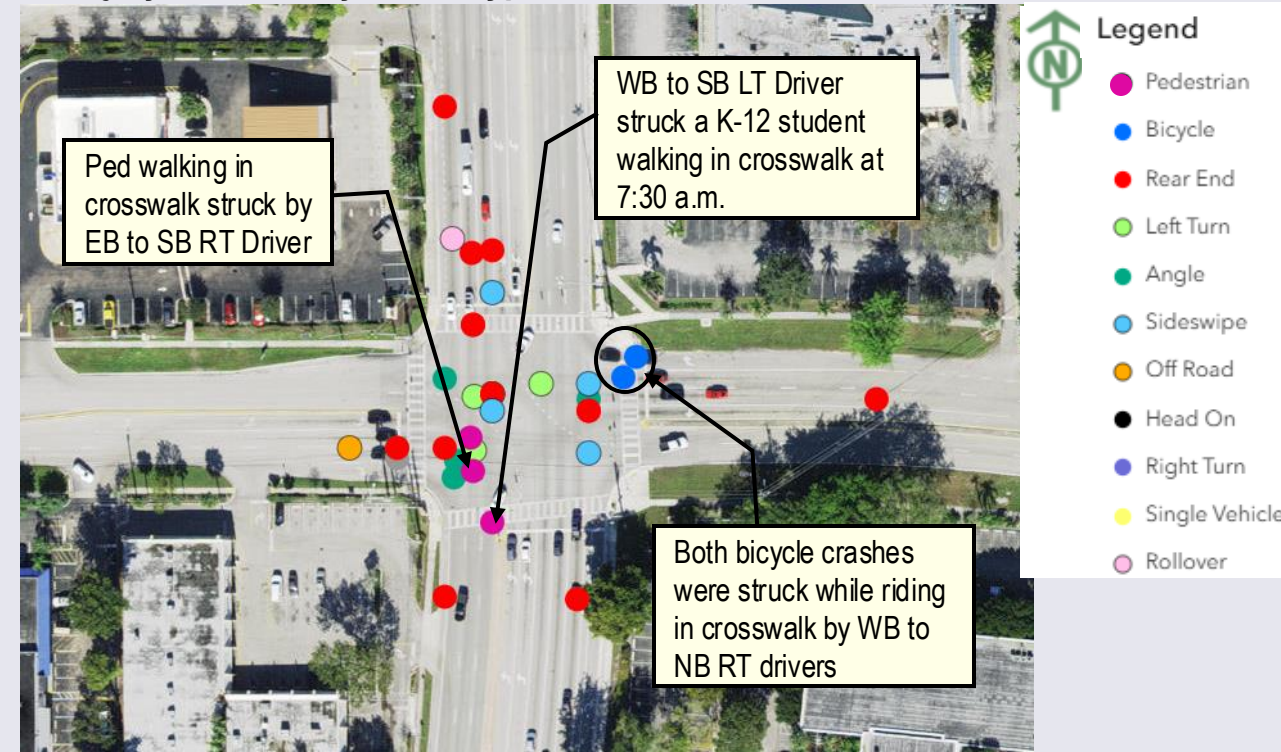 Ped walking in
crosswalk struck by
EB to SB RT Driver
WB to SB LT Driver
struck a K-12 student
walking in crosswalk at
7:30 a.m.
Both bicycle crashes
were struck while riding
in crosswalk by WB to
NB RT drivers
N
Legend
Pedestrian
Bicycle
Rear End
Left Turn
Angle
Sideswipe
Off Road
Head On
Right Turn
Single Vehicle
Rollover